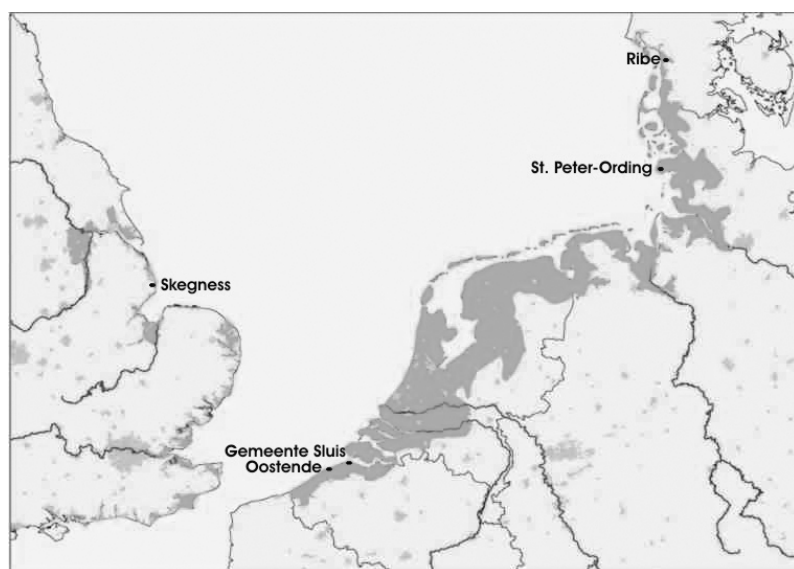 Ribe
St. Peter-Ording
Skegness
Gemeente Sluis
Oostende